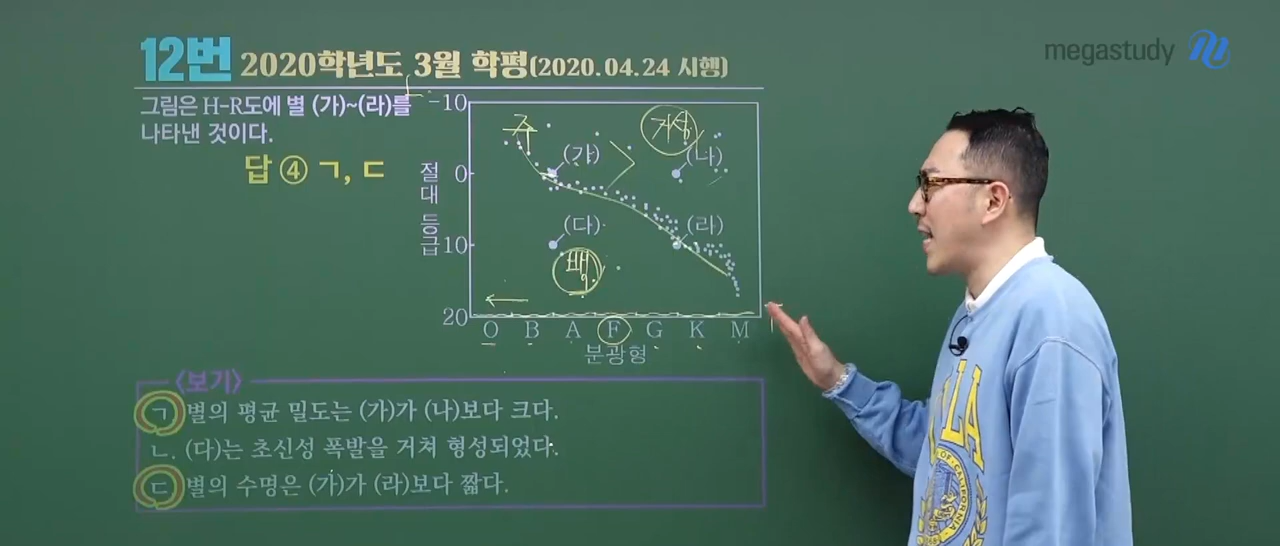 12번 2020학년도 3월 학평(2020.04.24 시행)
megastudy
그림은 H-R도에 별 (가)~(라)를
나타낸 것이다.
답 ④ ㄱ, ㄷ
-10
0
10
20
절대 등급
주
거성
(가)
(나)
(다)
(라)
백
O B A F G K M
분광형
<보기>
ㄱ 별의 평균 밀도는 (가)가 (나)보다 크다.
ㄴ. (다)는 초신성 폭발을 거쳐 형성되었다.
ㄷ 별의 수명은 (가)가 (라)보다 짧다.
LA
OF CALIFORNIA